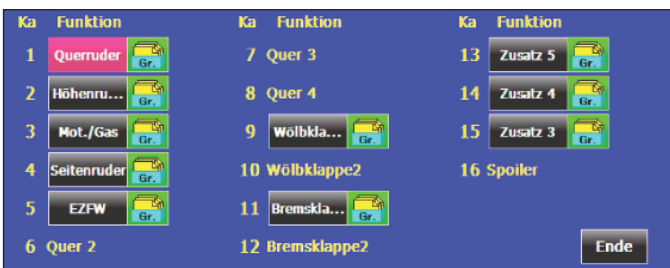 Ka Funktion Ka Funktion Ka Funktion
1 Querruder Gr. 7 Quer 3 13 Zusatz 5 Gr.
2 Höhenru... Gr. 8 Quer 4 14 Zusatz 4 Gr.
3 Mot./Gas Gr. 9 Wölbkla... Gr. 15 Zusatz 3 Gr.
4 Seitenruder Gr. 10 Wölbklappe2 16 Spoiler
5 EZFW Gr. 11 Bremskla... Gr.
6 Quer 2 12 Bremsklappe2 Ende